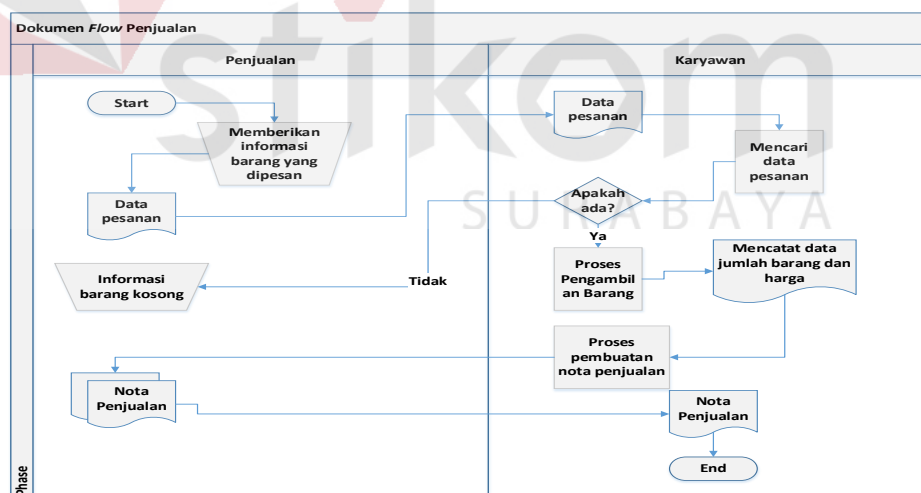 Dokumen Flow Penjualan
Penjualan
Karyawan
Start
Memberikan
informasi
barang yang
dipesan
Data
pesanan
Data
pesanan
Mencari
data
pesanan
Apakah
ada?
Ya
Tidak
Informasi
barang kosong
Proses
Pengambil
an Barang
Mencatat data
jumlah barang dan
harga
Proses
pembuatan
nota penjualan
Nota
Penjualan
Nota
Penjualan
End
Phase
stikom
SURABAYA